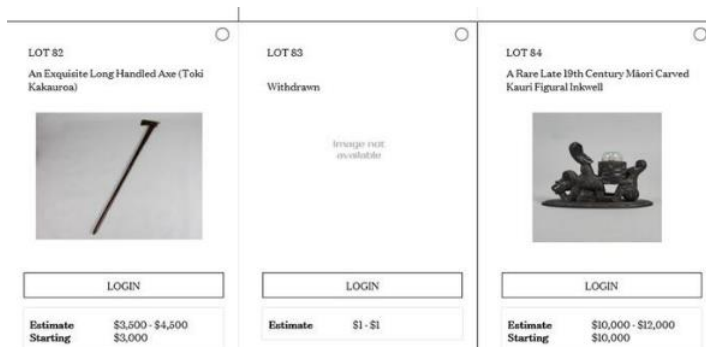 LOT 82
An Exquisite Long Handled Axe (Toki
Kakauroa)
LOGIN
Estimate $3,500 - $4,500
Starting $3,000
LOT 83
Withdrawn
Image not
available
LOGIN
Estimate $1 - $1
LOT 84
A Rare Late 19th Century Māori Carved
Kauri Figural Inkwell
LOGIN
Estimate $10,000 - $12,000
Starting $10,000